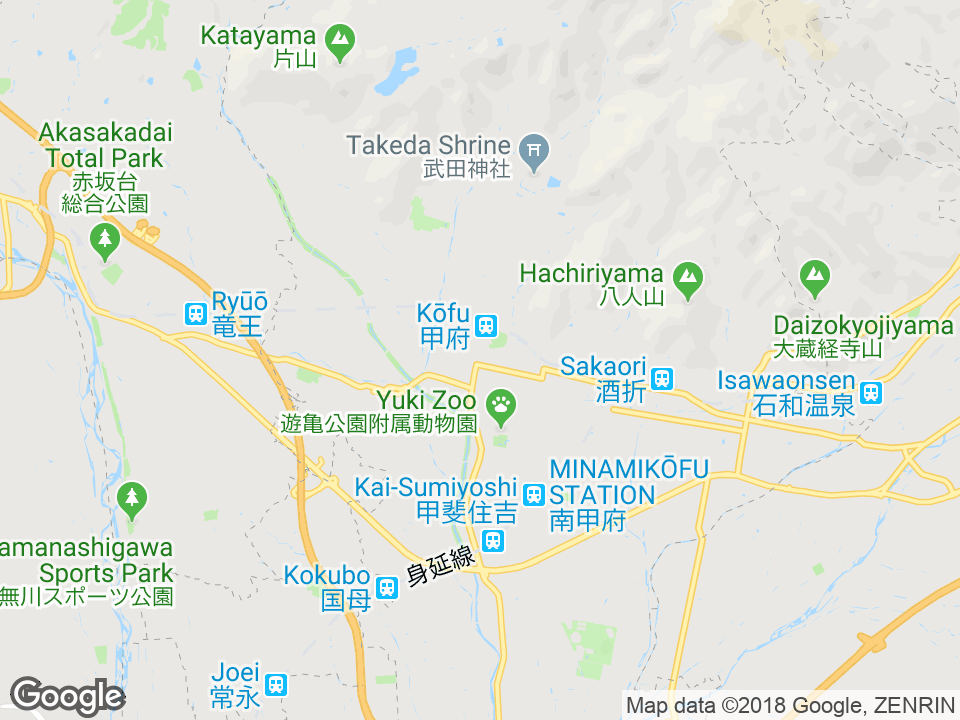 Katayama
片山
Akasakadai
Total Park
赤坂台
総合公園
Takeda Shrine
武田神社
Hachiriyama
八人山
Ryūō
竜王
Kōfu
甲府
Daizokyojiyama
大蔵経寺山
Sakaori
酒折
Isawaonsen
石和温泉
Yuki Zoo
遊亀公園附属動物園
MINAMIKŌFU
STATION
南甲府
Kai-Sumiyoshi
甲斐住吉
amanashigawa
Sports Park
無川スポーツ公園
身延線
Kokubo
国母
Joei
常永
Google
Map data ©2018 Google, ZENRIN